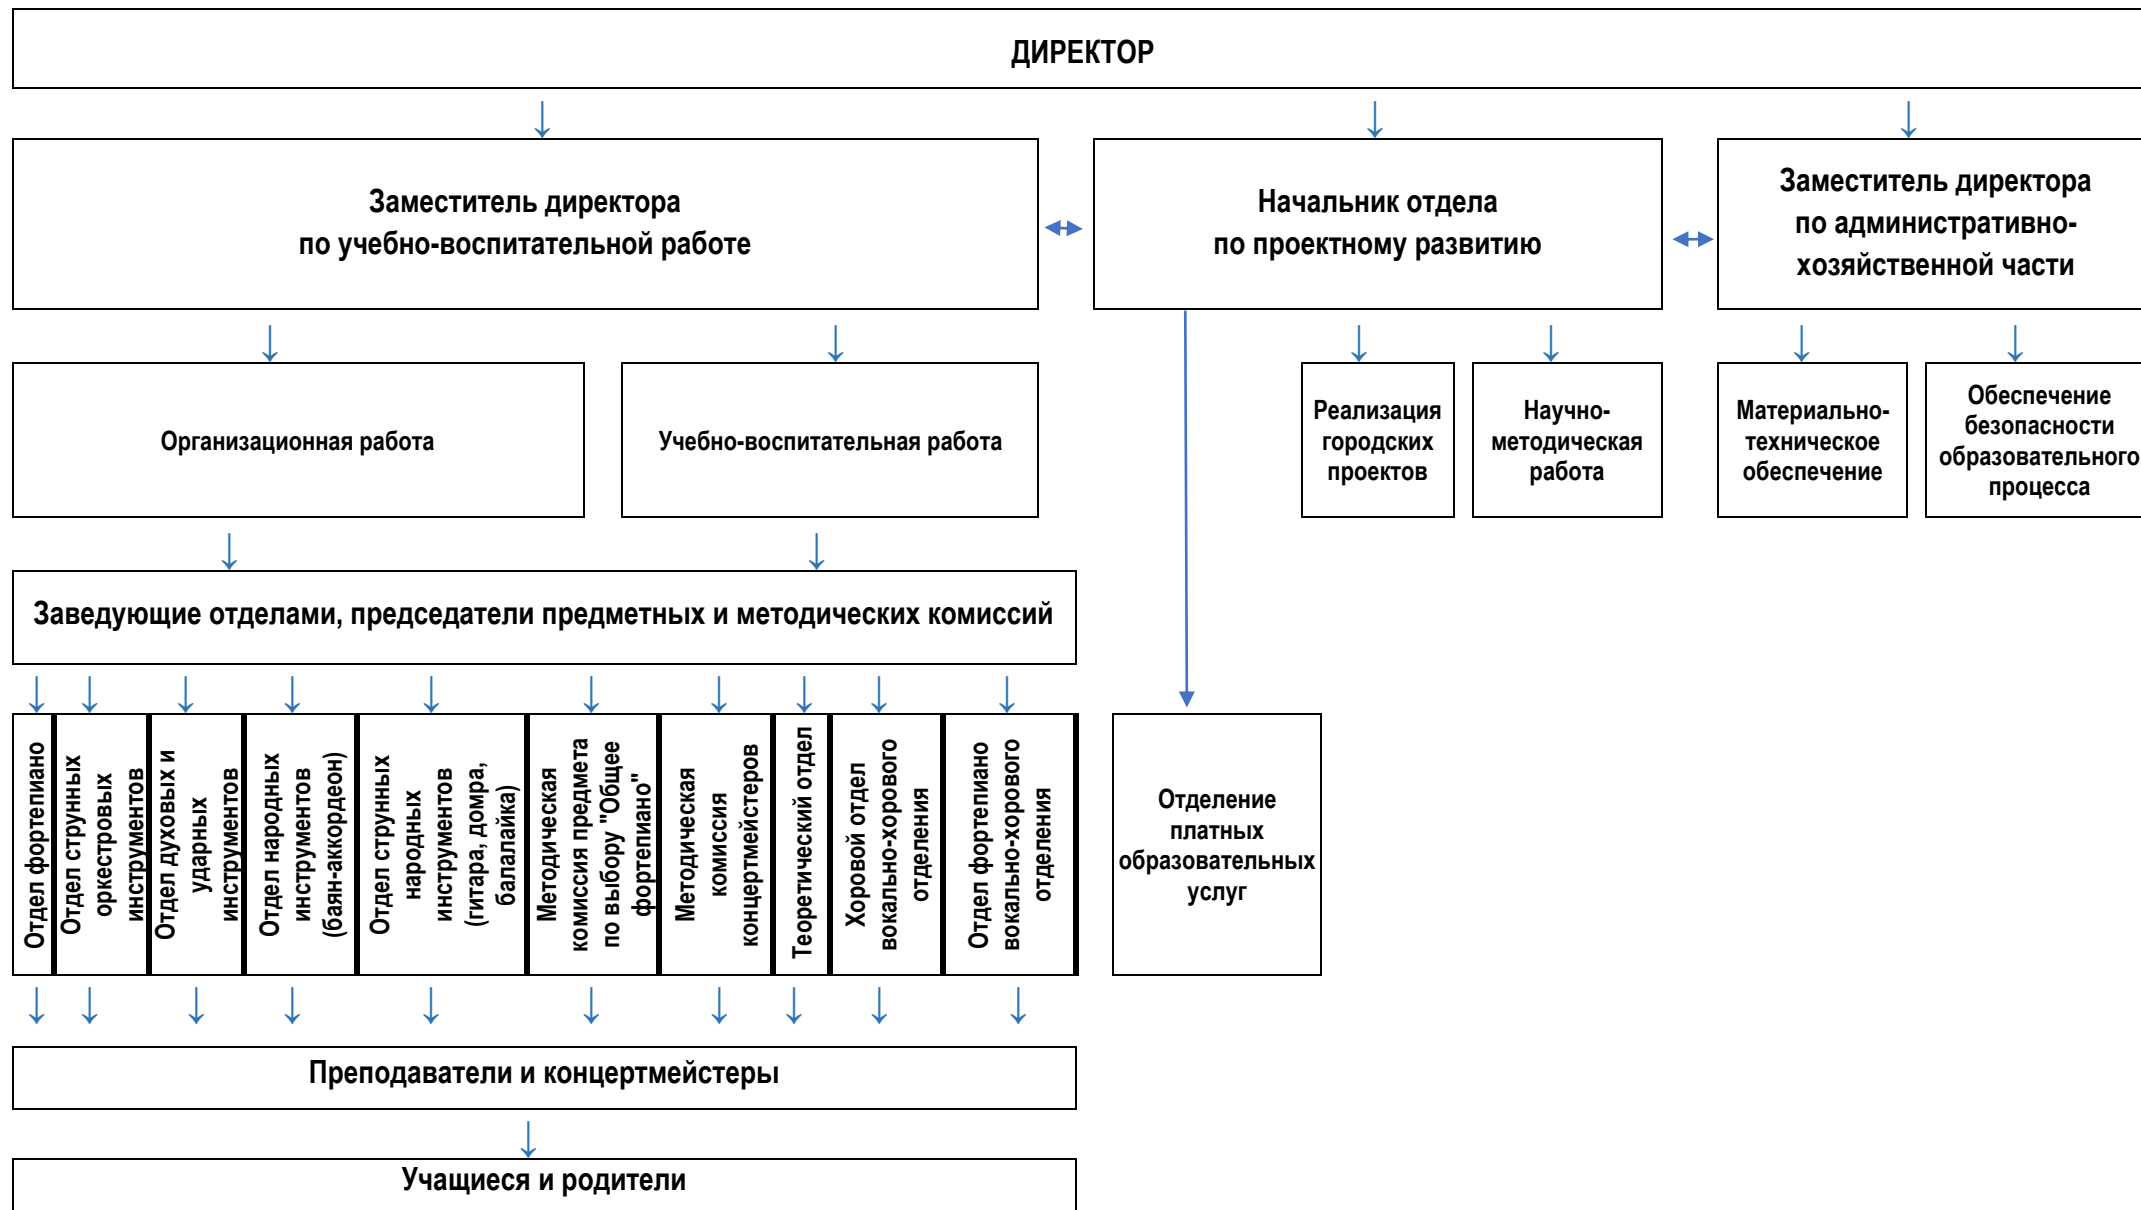 ДИРЕКТОР
Заместитель директора
по учебно-воспитательной работе
Начальник отдела
по проектному развитию
Заместитель директора
по административно-
хозяйственной части
Организационная работа
Учебно-воспитательная работа
Реализация
городских
проектов
Научно-
методическая
работа
Материально-
техническое
обеспечение
Обеспечение
безопасности
образовательного
процесса
Заведующие отделами, председатели предметных и методических комиссий
Отдел фортепиано
Отдел струнных
оркестровых
инструментов
Отдел духовых и
ударных
инструментов
Отдел народных
инструментов
(баян-аккордеон)
Отдел струнных
народных
инструментов
(гитара, домра,
балалайка)
Методическая
комиссия предмета
по выбору "Общее
фортепиано"
Методическая
комиссия
концертмейстеров
Теоретический отдел
Хоровой отдел
вокально-хорового
отделения
Отдел фортепиано
вокально-хорового
отделения
Отделение
платных
образовательных
услуг
Преподаватели и концертмейстеры
Учащиеся и родители